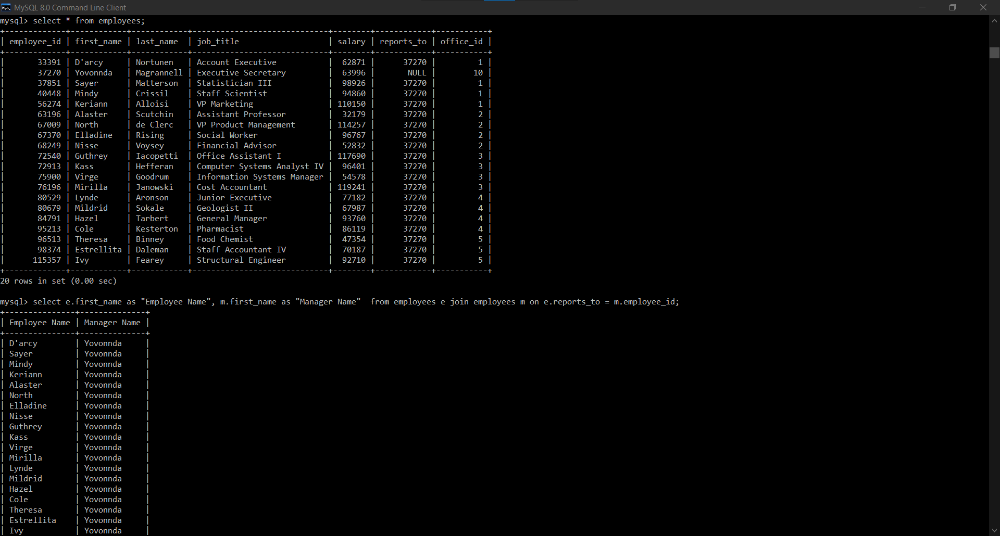 MySQL 8.0 Command Line Client
mysql> select * from employees;
+-------------+------------+------------+-----------------------------+--------+------------+-----------+
| employee_id | first_name | last_name  | job_title                   | salary | reports_to | office_id |
+-------------+------------+------------+-----------------------------+--------+------------+-----------+
|       33391 | D'arcy     | Nortunen   | Account Executive           |  62871 |      37270 |         1 |
|       37270 | Yovonnda   | Magrannell | Executive Secretary         |  63996 |       NULL |        10 |
|       37851 | Sayer      | Matterson  | Statistician III            |  98926 |      37270 |         1 |
|       40448 | Mindy      | Crissil    | Staff Scientist             |  94860 |      37270 |         1 |
|       56274 | Keriann    | Alloisi    | VP Marketing                | 110150 |      37270 |         1 |
|       63196 | Alaster    | Scutchin   | Assistant Professor         |  32179 |      37270 |         2 |
|       67009 | North      | de Clerc   | VP Product Management       | 114257 |      37270 |         2 |
|       67370 | Elladine   | Rising     | Social Worker               |  96767 |      37270 |         2 |
|       68249 | Nisse      | Voysey     | Financial Advisor           |  52832 |      37270 |         2 |
|       72540 | Guthrey    | Iacopetti  | Office Assistant I          | 117690 |      37270 |         3 |
|       72913 | Kass       | Hefferan   | Computer Systems Analyst IV |  96401 |      37270 |         3 |
|       75900 | Virge      | Goodrum    | Information Systems Manager |  54578 |      37270 |         3 |
|       76196 | Mirilla    | Janowski   | Cost Accountant             | 119241 |      37270 |         3 |
|       80529 | Lynde      | Aronson    | Junior Executive            |  77182 |      37270 |         4 |
|       80679 | Mildrid    | Sokale     | Geologist II                |  67987 |      37270 |         4 |
|       84791 | Hazel      | Tarbert    | General Manager             |  93760 |      37270 |         4 |
|       95213 | Cole       | Kesterton  | Pharmacist                  |  86119 |      37270 |         4 |
|       96513 | Theresa    | Binney     | Food Chemist                |  47354 |      37270 |         5 |
|       98374 | Estrellita | Daleman    | Staff Accountant IV         |  70187 |      37270 |         5 |
|      115357 | Ivy        | Fearey     | Structural Engineer         |  92710 |      37270 |         5 |
+-------------+------------+------------+-----------------------------+--------+------------+-----------+
20 rows in set (0.00 sec)
mysql> select e.first_name as "Employee Name", m.first_name as "Manager Name"  from employees e join employees m on e.reports_to = m.employee_id;
+---------------+--------------+
| Employee Name | Manager Name |
+---------------+--------------+
| D'arcy        | Yovonnda     |
| Sayer         | Yovonnda     |
| Mindy         | Yovonnda     |
| Keriann       | Yovonnda     |
| Alaster       | Yovonnda     |
| North         | Yovonnda     |
| Elladine      | Yovonnda     |
| Nisse         | Yovonnda     |
| Guthrey       | Yovonnda     |
| Kass          | Yovonnda     |
| Virge         | Yovonnda     |
| Mirilla       | Yovonnda     |
| Lynde         | Yovonnda     |
| Mildrid       | Yovonnda     |
| Hazel         | Yovonnda     |
| Cole          | Yovonnda     |
| Theresa       | Yovonnda     |
| Estrellita    | Yovonnda     |
| Ivy           | Yovonnda     |